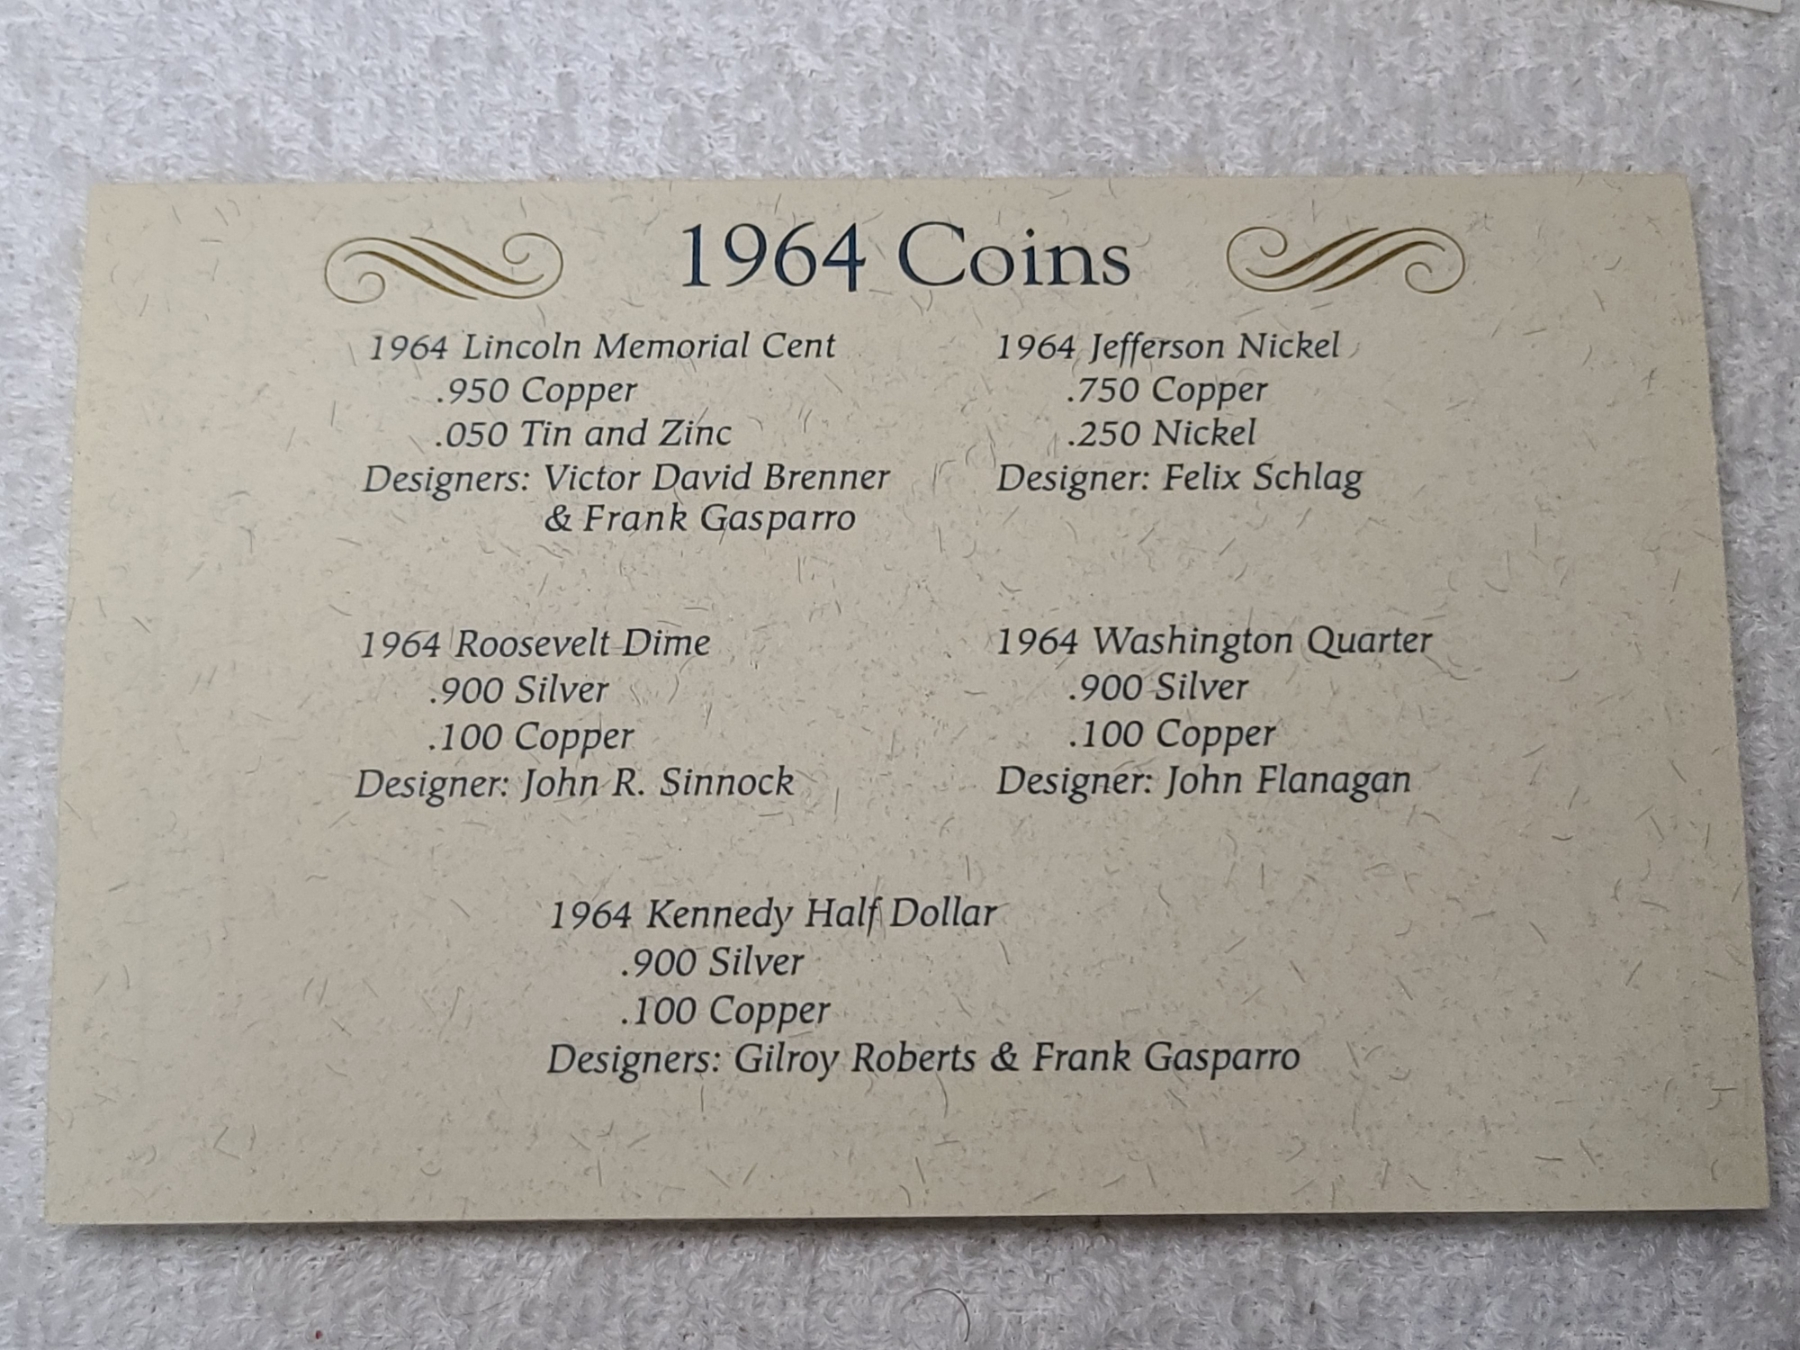 1964 Coins
1964 Lincoln Memorial Cent
.950 Copper
.050 Tin and Zinc
Designers: Victor David Brenner
& Frank Gasparro
1964 Jefferson Nickel
.750 Copper
.250 Nickel
Designer: Felix Schlag
1964 Roosevelt Dime
.900 Silver
.100 Copper
Designer: John R. Sinnock
1964 Washington Quarter
.900 Silver
.100 Copper
Designer: John Flanagan
1964 Kennedy Half Dollar
.900 Silver
.100 Copper
Designers: Gilroy Roberts & Frank Gasparro